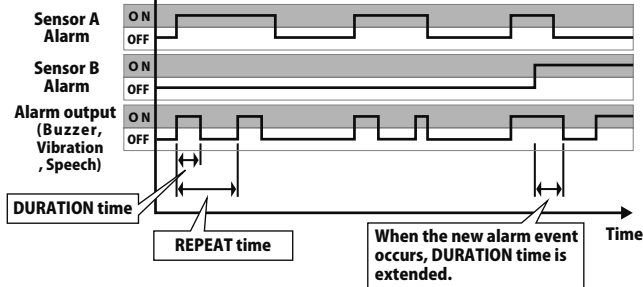 Sensor A
Alarm
ON
OFF
Sensor B
Alarm
ON
OFF
Alarm output
(Buzzer,
Vibration
, Speech)
ON
OFF
DURATION time
REPEAT time
When the new alarm event
occurs, DURATION time is
extended.
Time